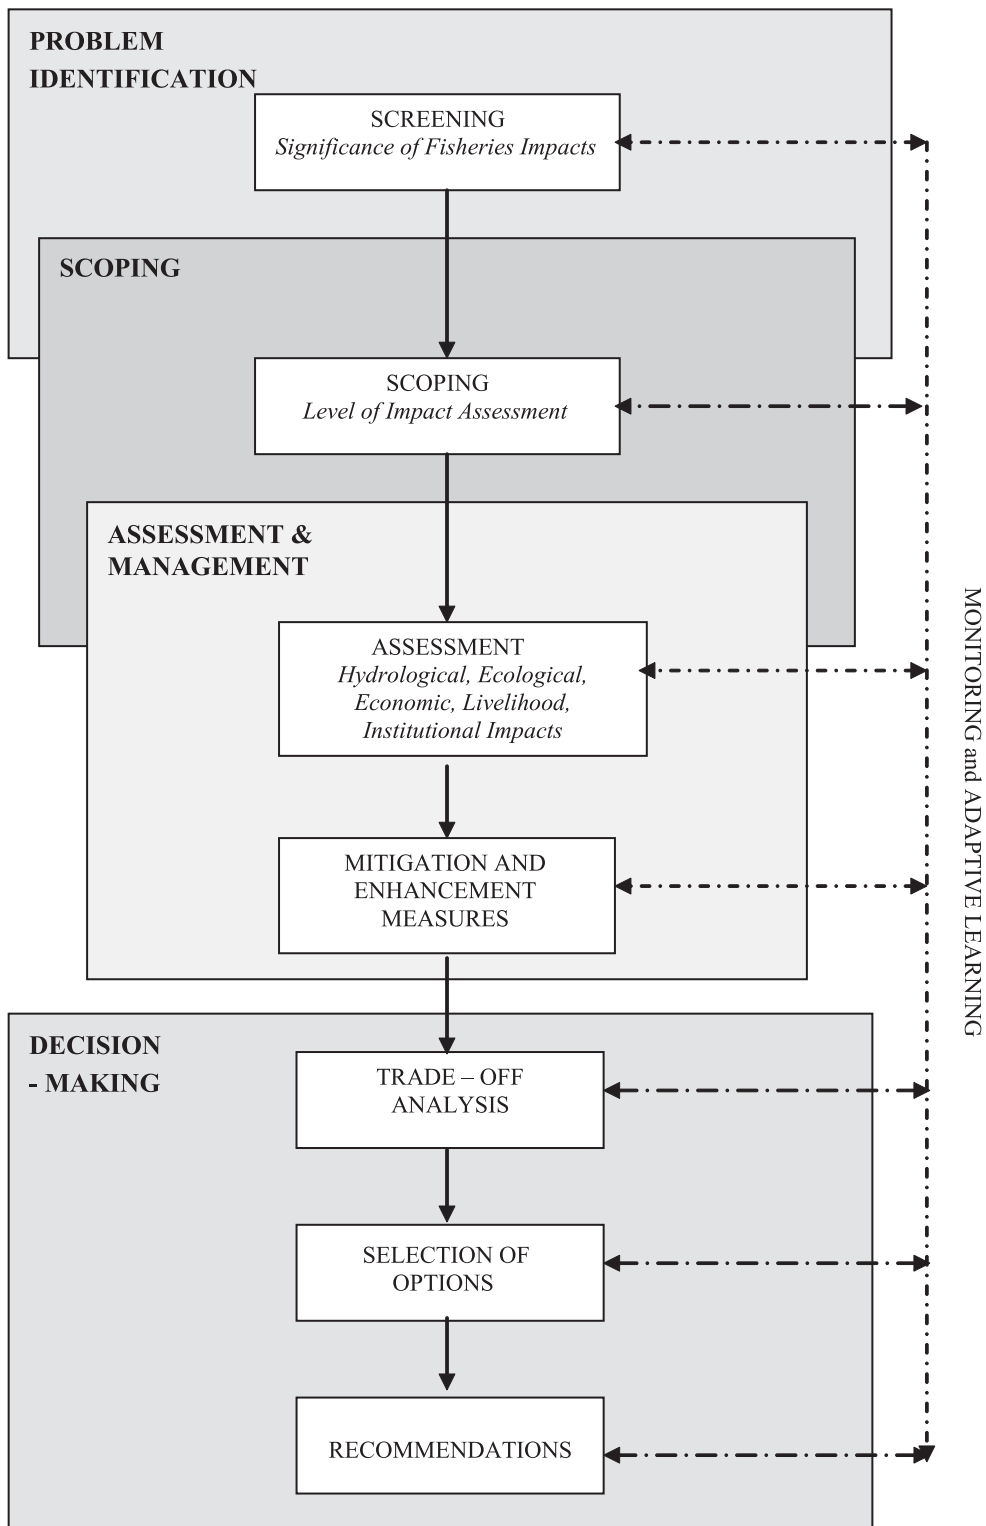 PROBLEM
IDENTIFICATION
SCREENING
Significance of Fisheries Impacts
SCOPING
SCOPING
Level of Impact Assessment
ASSESSMENT &
MANAGEMENT
ASSESSMENT
Hydrological, Ecological,
Economic, Livelihood,
Institutional Impacts
MITIGATION AND
ENHANCEMENT
MEASURES
DECISION
- MAKING
TRADE – OFF
ANALYSIS
SELECTION OF
OPTIONS
RECOMMENDATIONS
MONITORING and ADAPTIVE LEARNING